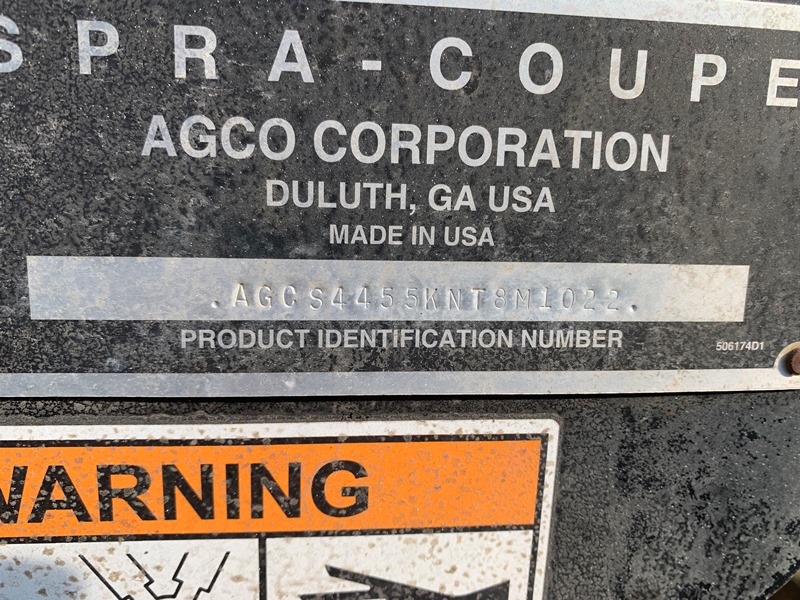 SPRA-COUPE
AGCO CORPORATION
DULUTH, GA USA
MADE IN USA
.AGCS4455KNT8M1022.
PRODUCT IDENTIFICATION NUMBER
506174D1
WARNING